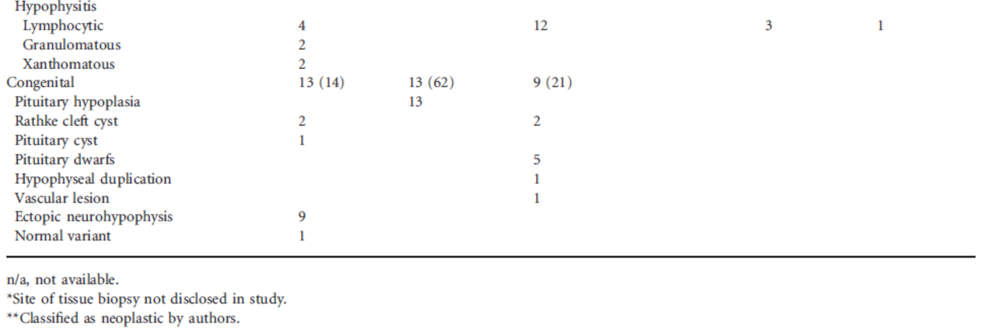 Hypophysitis
Lymphocytic 4 12 3 1
Granulomatous 2
Xanthomatous 2
Congenital 13 (14) 13 (62) 9 (21)
Pituitary hypoplasia 13
Rathke cleft cyst 2 2
Pituitary cyst 1
Pituitary dwarfs 5
Hypophyseal duplication 1
Vascular lesion 1
Ectopic neurohypophysis 9
Normal variant 1
n/a, not available.
*Site of tissue biopsy not disclosed in study.
**Classified as neoplastic by authors.